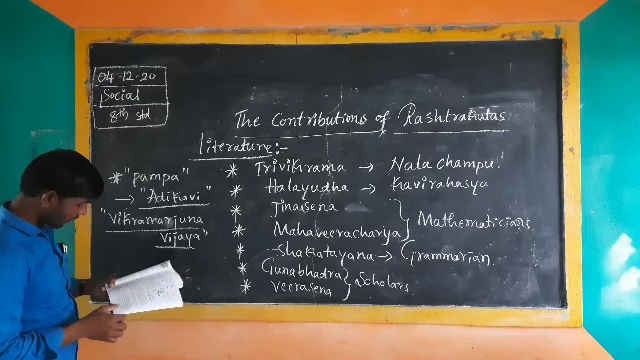 04-12-20
Social
8th std
The Contributions of Rashtrakutas
Literature:-
* Trivikrama → Nala champu.
* Halayudha → Kavirahasya
* Jinasena
* Mahaveeracharya } Mathematicians.
* Shakatayana → Grammarian.
* Gunabhadra
* Veerasena } Scholars
* "Pampa"
→ "Adikavi"
"Vikramarjuna
Vijaya"